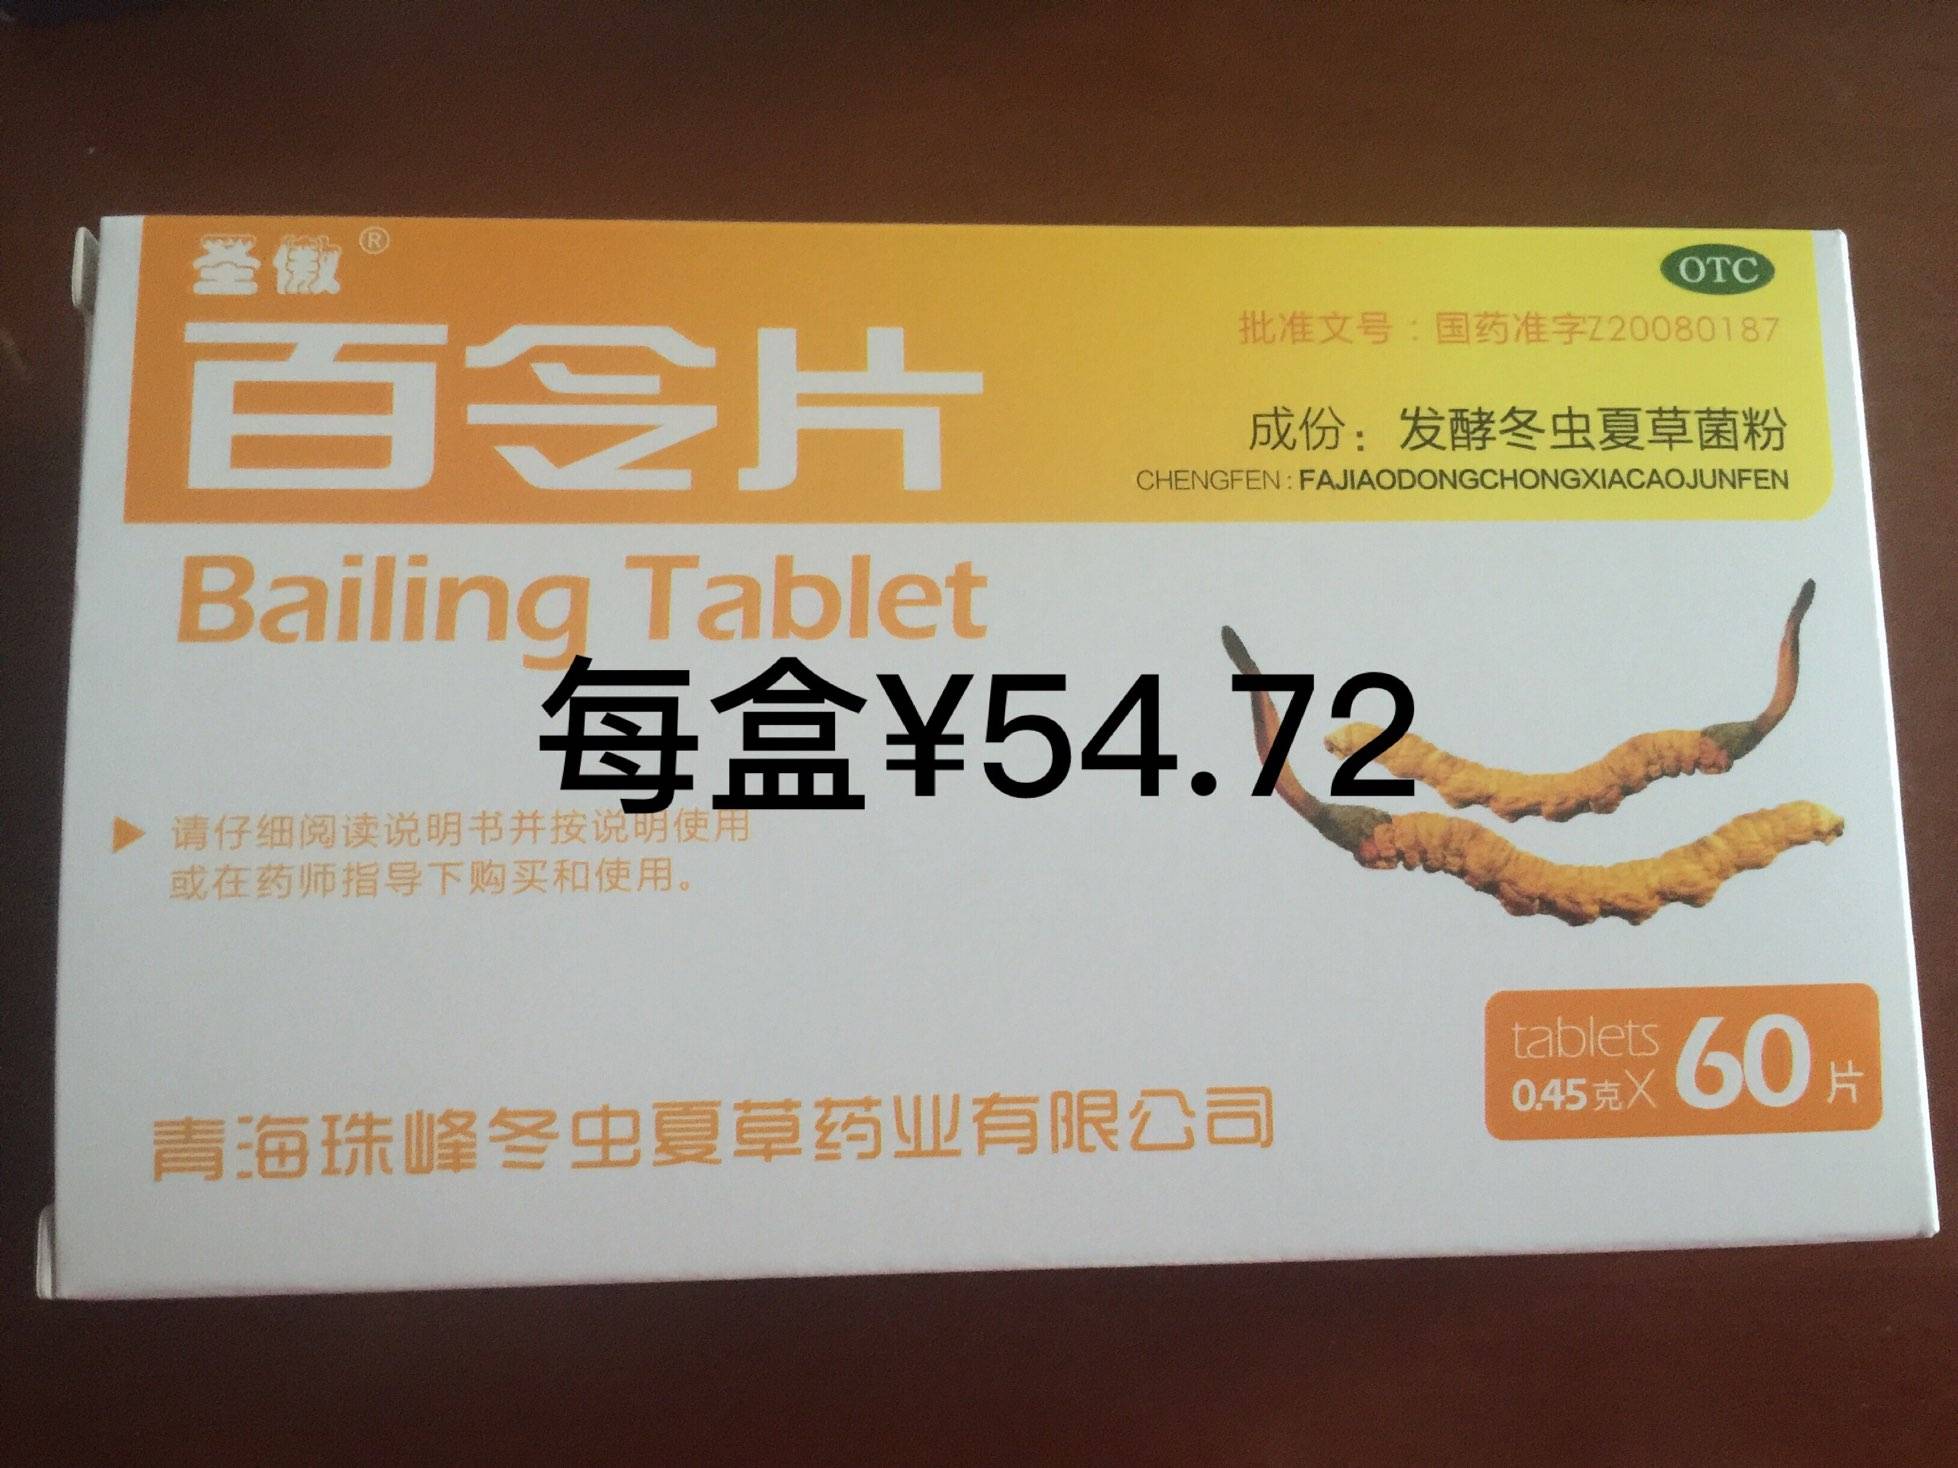 圣傲®
OTC
批准文号：国药准字Z20080187
百令片
成份：发酵冬虫夏草菌粉
CHENGFEN: FAJIAODONGCHONGXIACAOJUNFEN
Bailing Tablet
每盒¥54.72
请仔细阅读说明书并按说明使用
或在药师指导下购买和使用。
tablets
0.45克X 60片
青海珠峰冬虫夏草药业有限公司